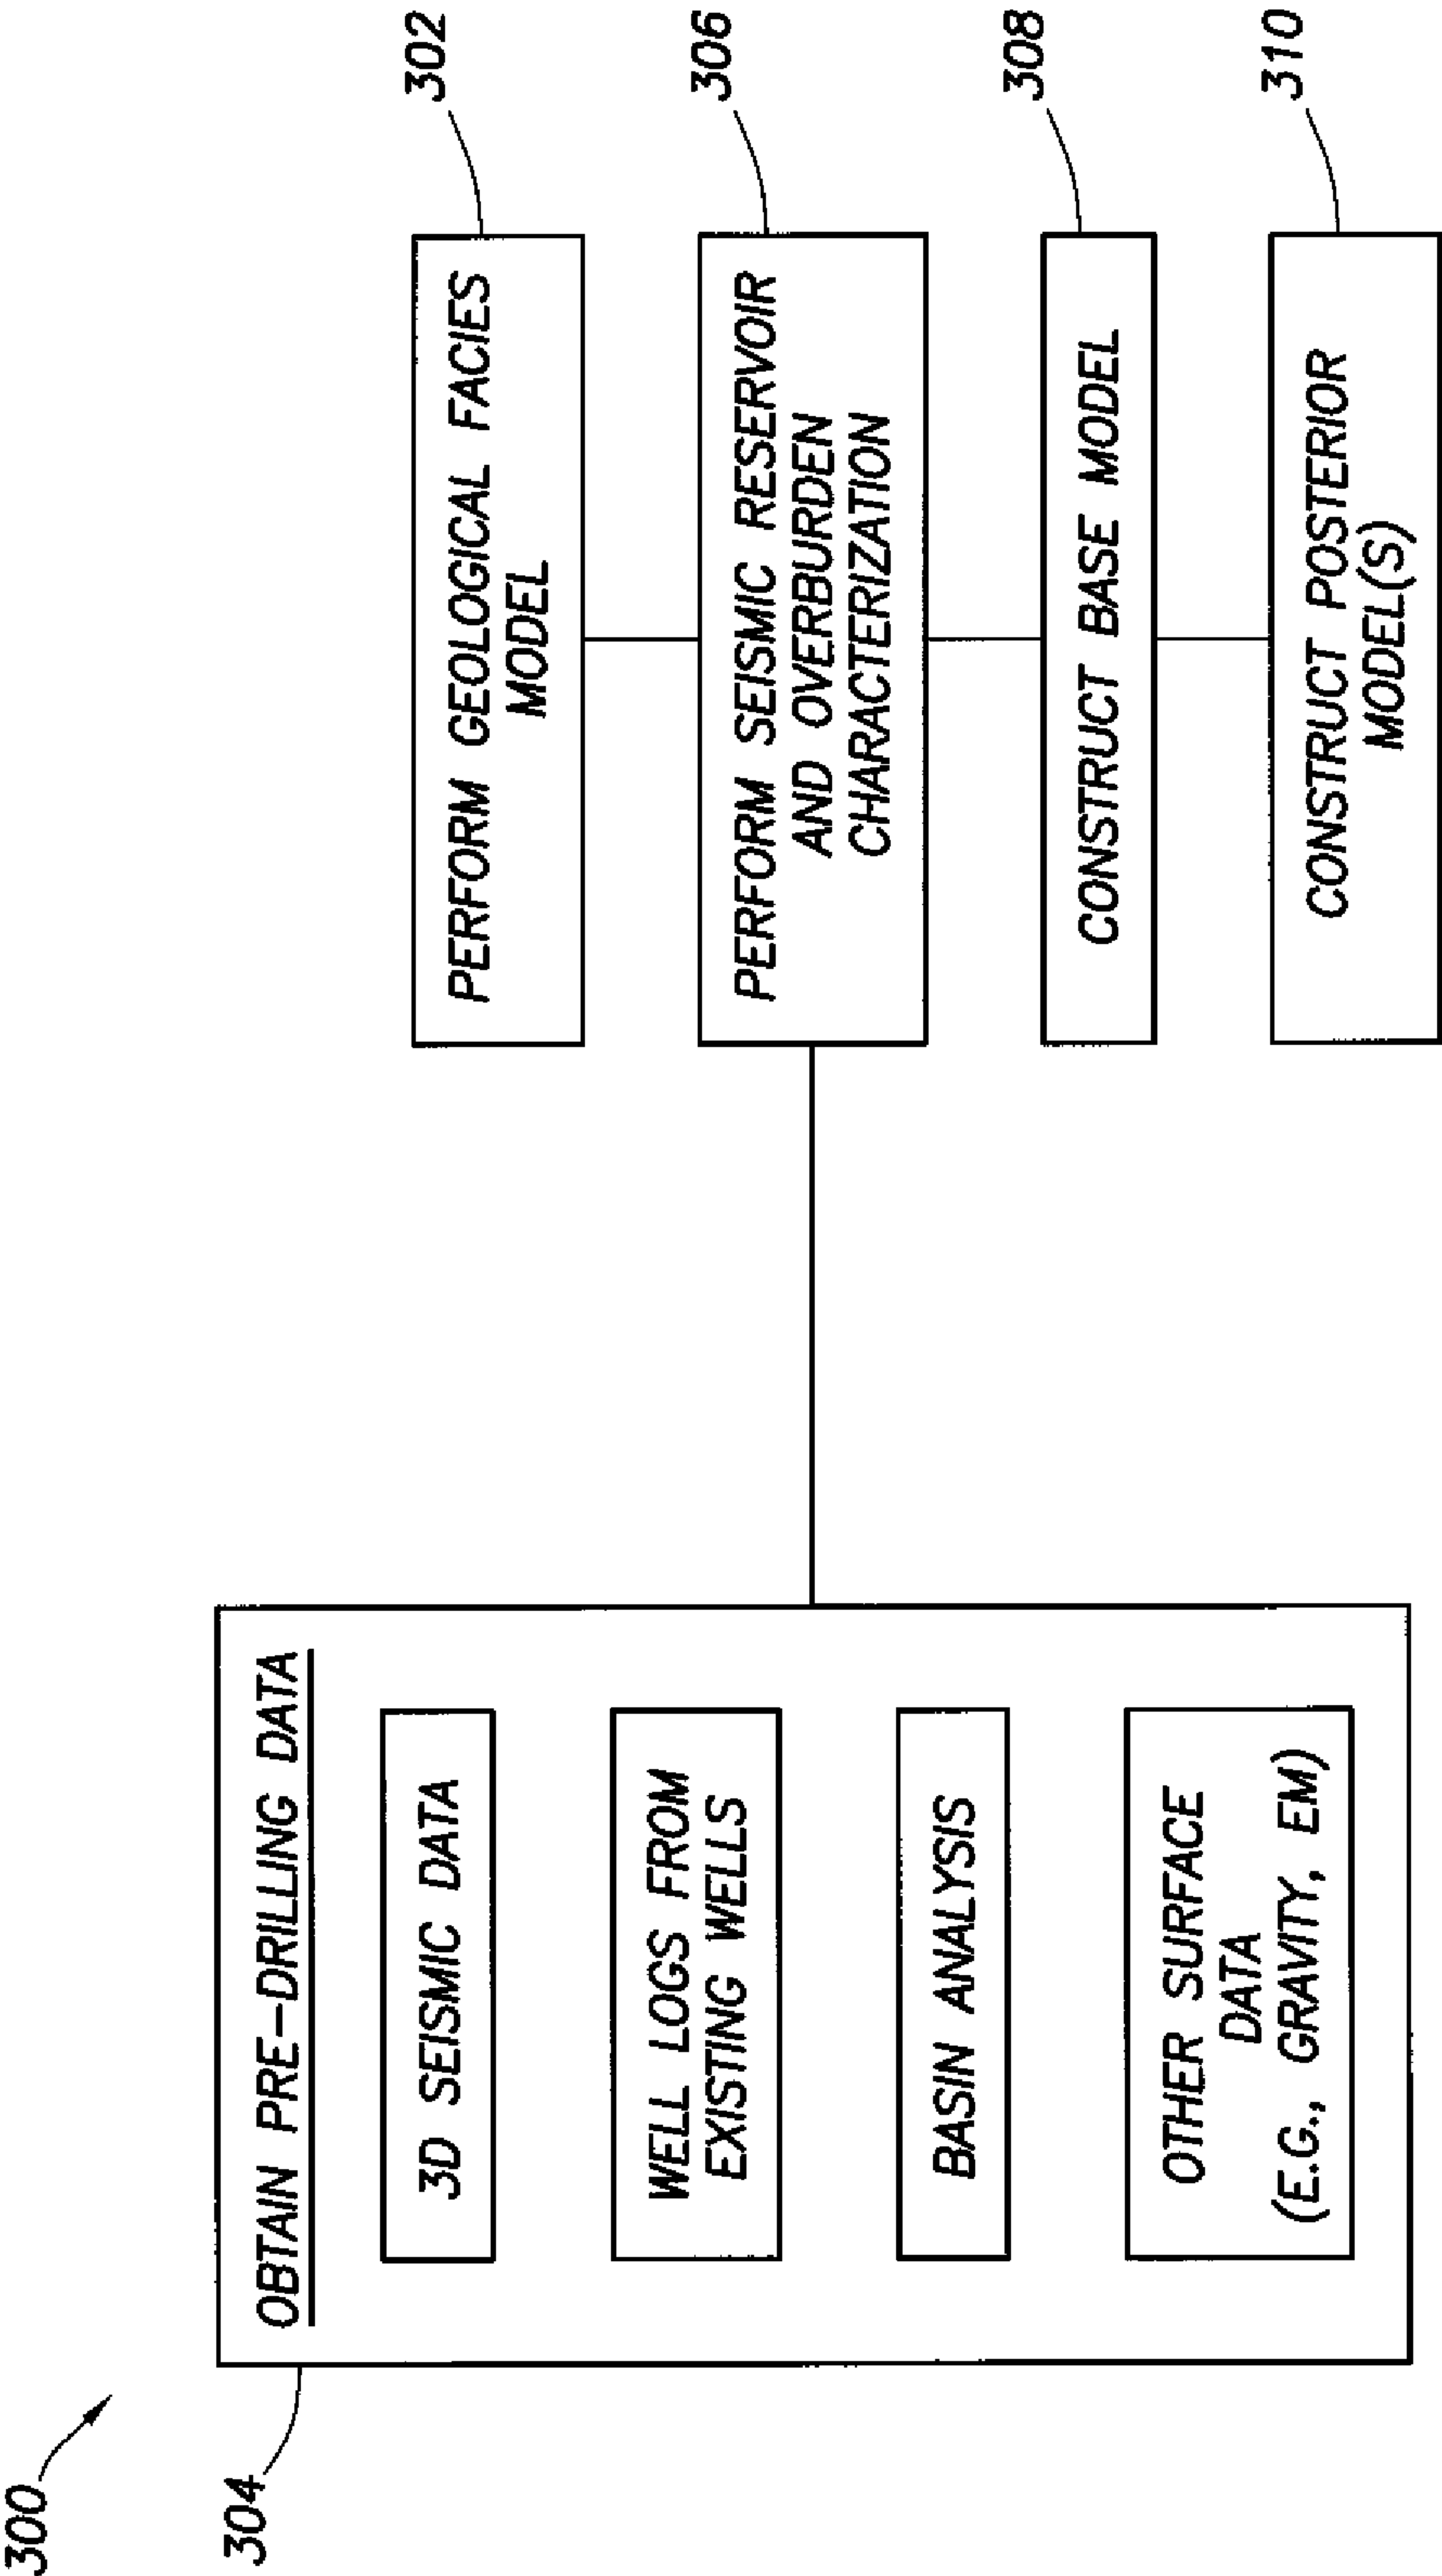 300
304
OBTAIN PRE-DRILLING DATA
3D SEISMIC DATA
WELL LOGS FROM
EXISTING WELLS
BASIN ANALYSIS
OTHER SURFACE
DATA
(E.G., GRAVITY, EM)
PERFORM GEOLOGICAL FACIES
MODEL
302
PERFORM SEISMIC RESERVOIR
AND OVERBURDEN
CHARACTERIZATION
306
CONSTRUCT BASE MODEL
308
CONSTRUCT POSTERIOR
MODEL(S)
310